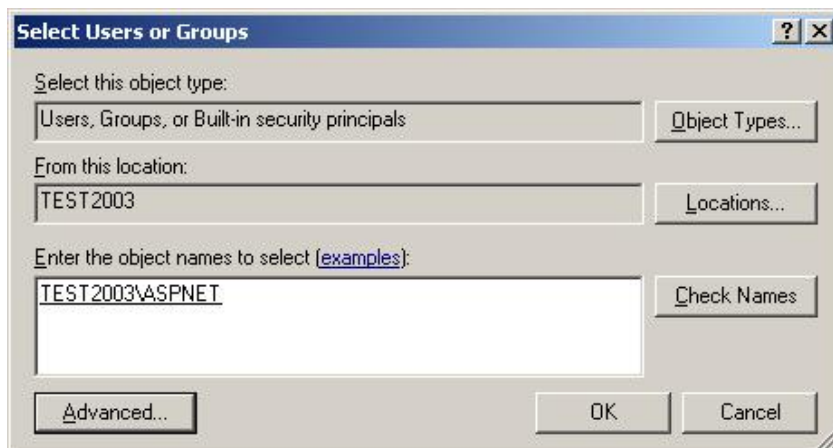 Select Users or Groups
Select this object type:
Users, Groups, or Built-in security principals
Object Types...
From this location:
TEST2003
Locations...
Enter the object names to select (examples):
TEST2003\ASPNET
Check Names
Advanced...
OK
Cancel